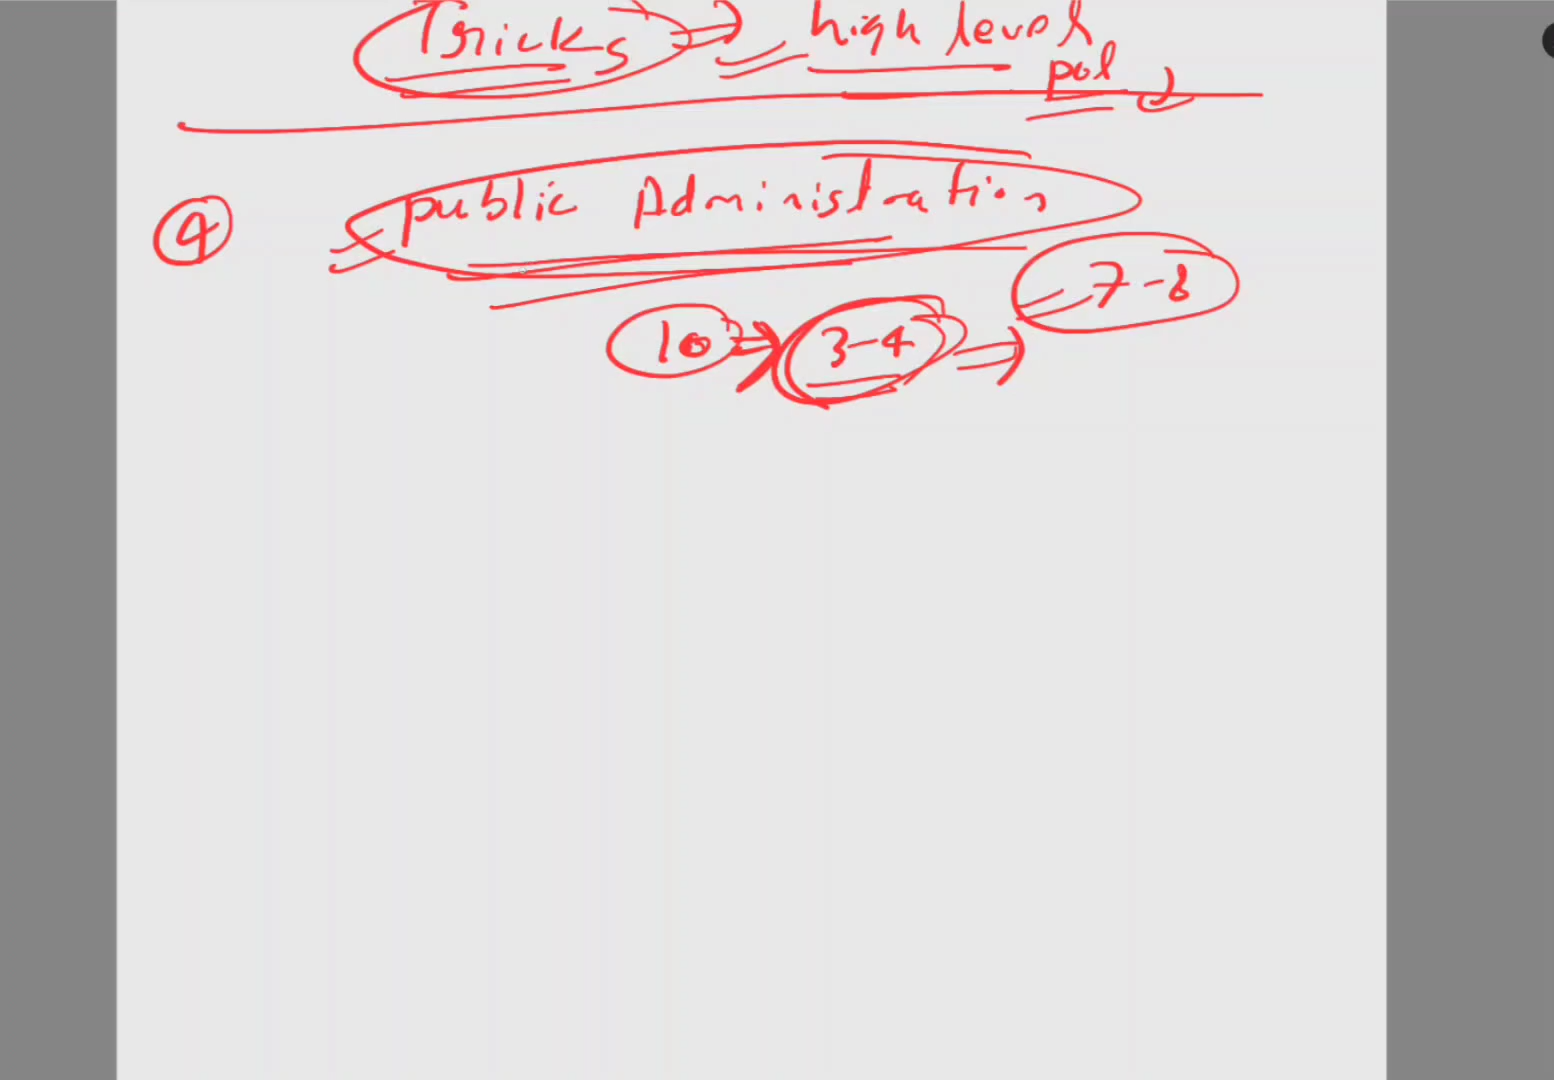 Tricks ⇒ high level
pol
④ public Administration
7-8
10 ⇒ 3-4 ⇒